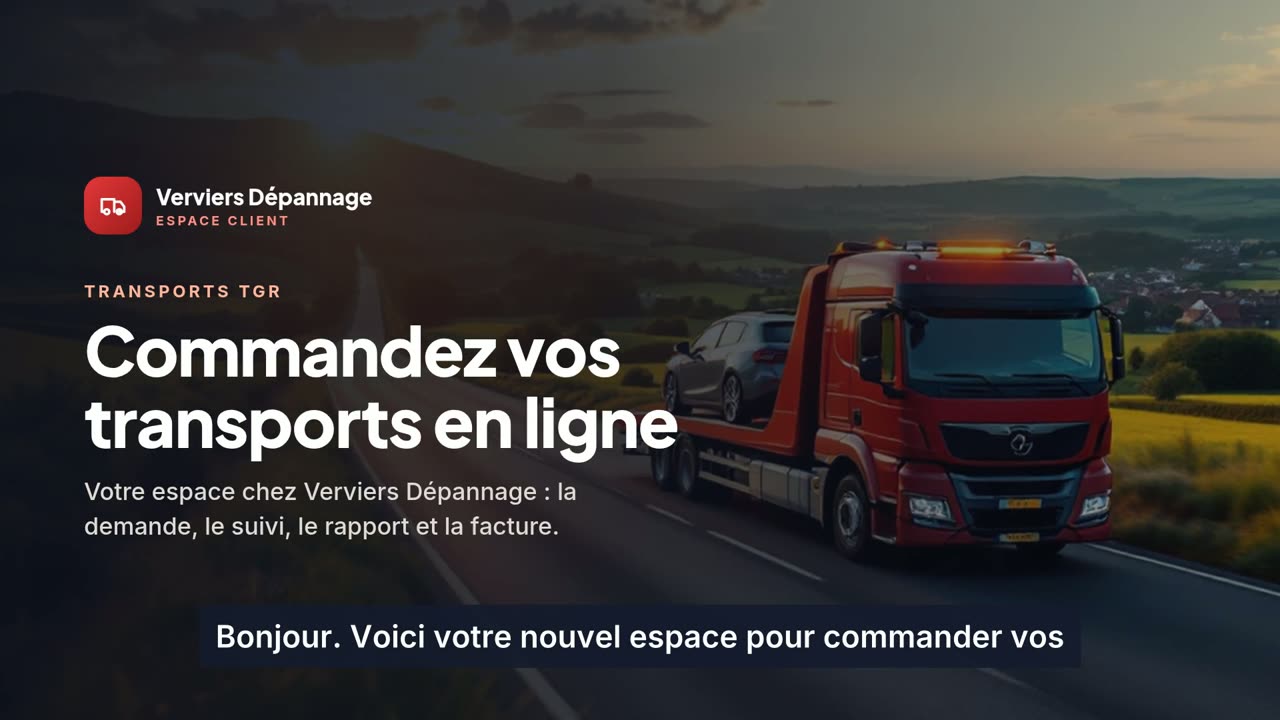 Verviers Dépannage
ESPACE CLIENT
TRANSPORTS TGR
Commandez vos
transports en ligne
Votre espace chez Verviers Dépannage : la
demande, le suivi, le rapport et la facture.
Bonjour. Voici votre nouvel espace pour commander vos